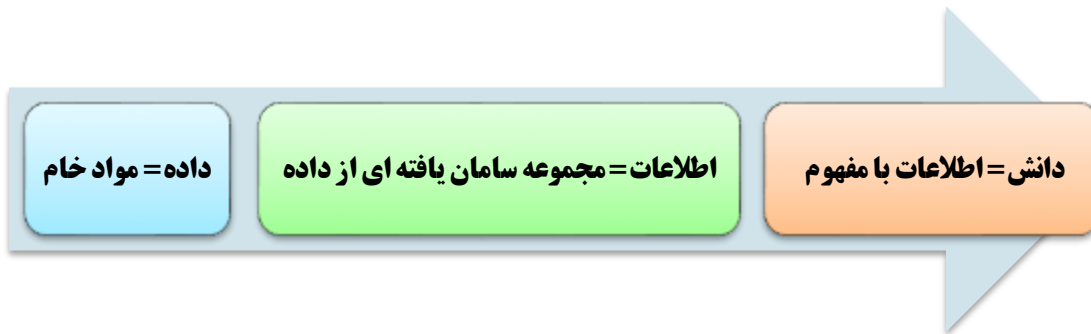 داده= مواد خام
اطلاعات= مجموعه سامان یافته ای از داده
دانش= اطلاعات با مفهوم